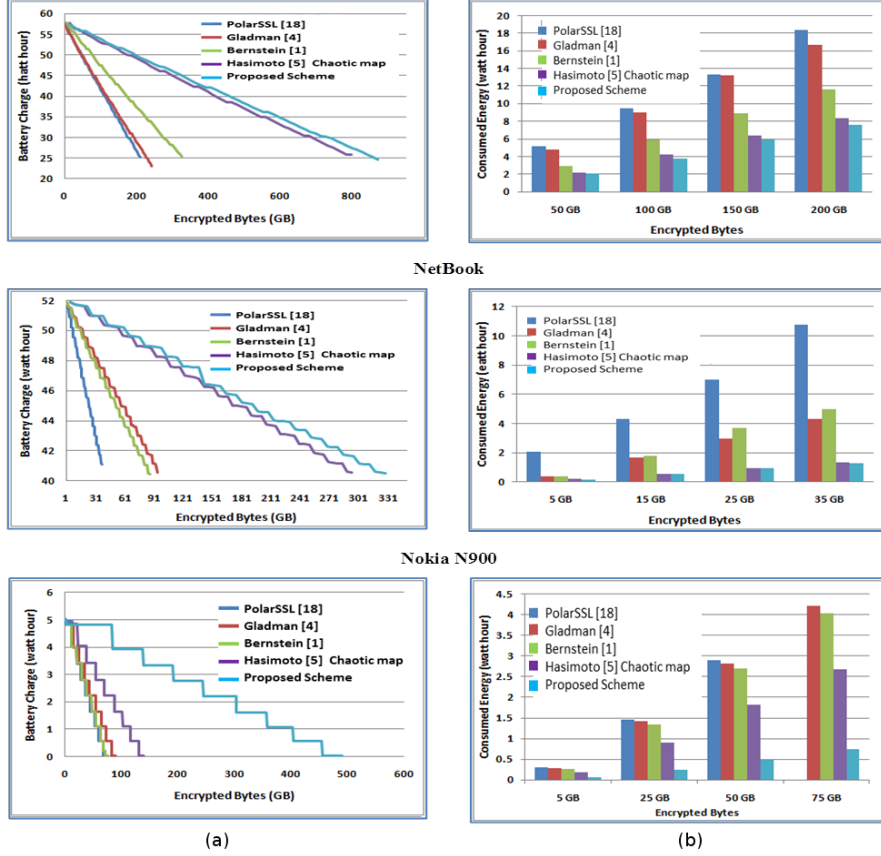 Battery Charge (hatt hour)
60
55
50
45
40
35
30
25
20
0
200
400
600
800
Encrypted Bytes (GB)
PolarSSL [18]
Gladman [4]
Bernstein [1]
Hasimoto [5] Chaotic map
Proposed Scheme
Consumed Energy (watt hour)
20
18
16
14
12
10
8
6
4
2
0
50 GB
100 GB
150 GB
200 GB
Encrypted Bytes
PolarSSL [18]
Gladman [4]
Bernstein [1]
Hasimoto [5] Chaotic map
Proposed Scheme
NetBook
Battery Charge (watt hour)
52
50
48
46
44
42
40
1
31
61
91
121
151
181
211
241
271
301
331
Encrypted Bytes (GB)
PolarSSL [18]
Gladman [4]
Bernstein [1]
Hasimoto [5] Chaotic map
Proposed Scheme
Consumed Energy (eatt hour)
12
10
8
6
4
2
0
5 GB
15 GB
25 GB
35 GB
Encrypted Bytes
PolarSSL [18]
Gladman [4]
Bernstein [1]
Hasimoto [5] Chaotic map
Proposed Scheme
Nokia N900
Battery Charge (watt hour)
6
5
4
3
2
1
0
0
100
200
300
400
500
600
Encrypted Bytes (GB)
PolarSSL [18]
Gladman [4]
Bernstein [1]
Hasimoto [5] Chaotic map
Proposed Scheme
Consumed Energy (watt hour)
4.5
4
3.5
3
2.5
2
1.5
1
0.5
0
5 GB
25 GB
50 GB
75 GB
Encrypted Bytes
PolarSSL [18]
Gladman [4]
Bernstein [1]
Hasimoto [5] Chaotic map
Proposed Scheme
(a)
(b)